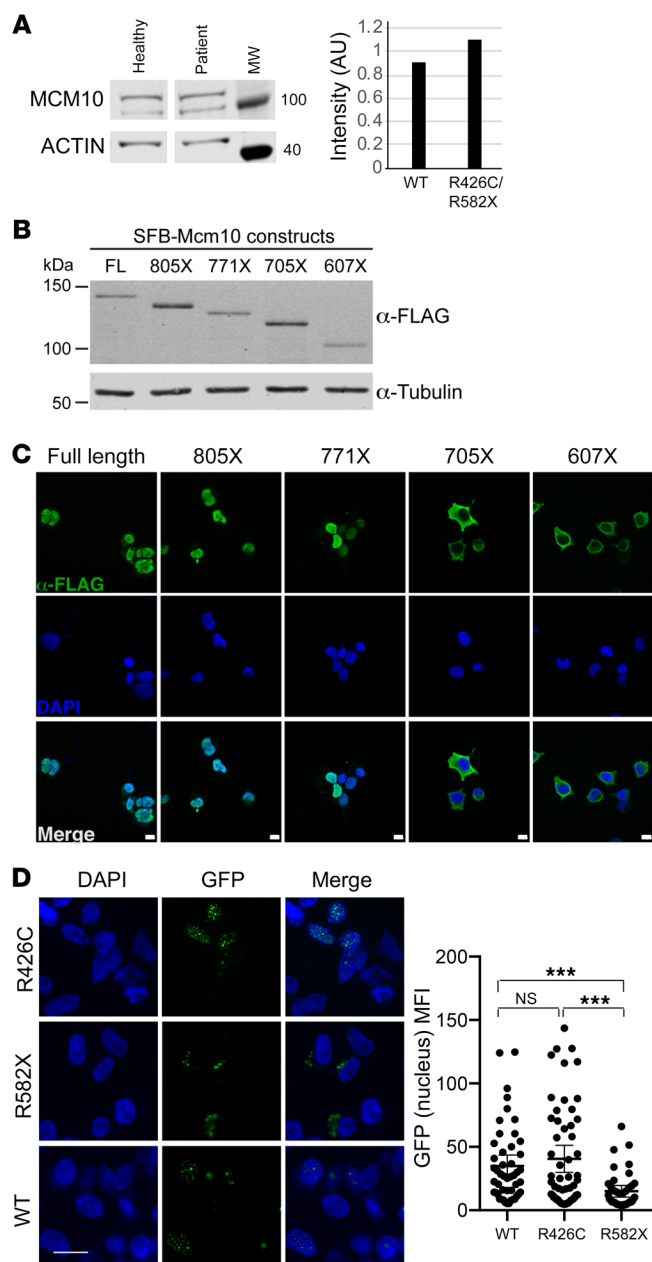 A
Healthy
Patient
MW
MCM10
100
ACTIN
40
Intensity (AU)
1.2
1
0.8
0.6
0.4
0.2
0
WT
R426C/
R582X
B
SFB-Mcm10 constructs
kDa
FL 805X 771X 705X 607X
150
100
α-FLAG
50
α-Tubulin
C
Full length 805X 771X 705X 607X
α-FLAG
DAPI
Merge
D
DAPI GFP Merge
R426C
R582X
WT
GFP (nucleus) MFI
200
150
100
50
0
***
NS ***
WT R426C R582X